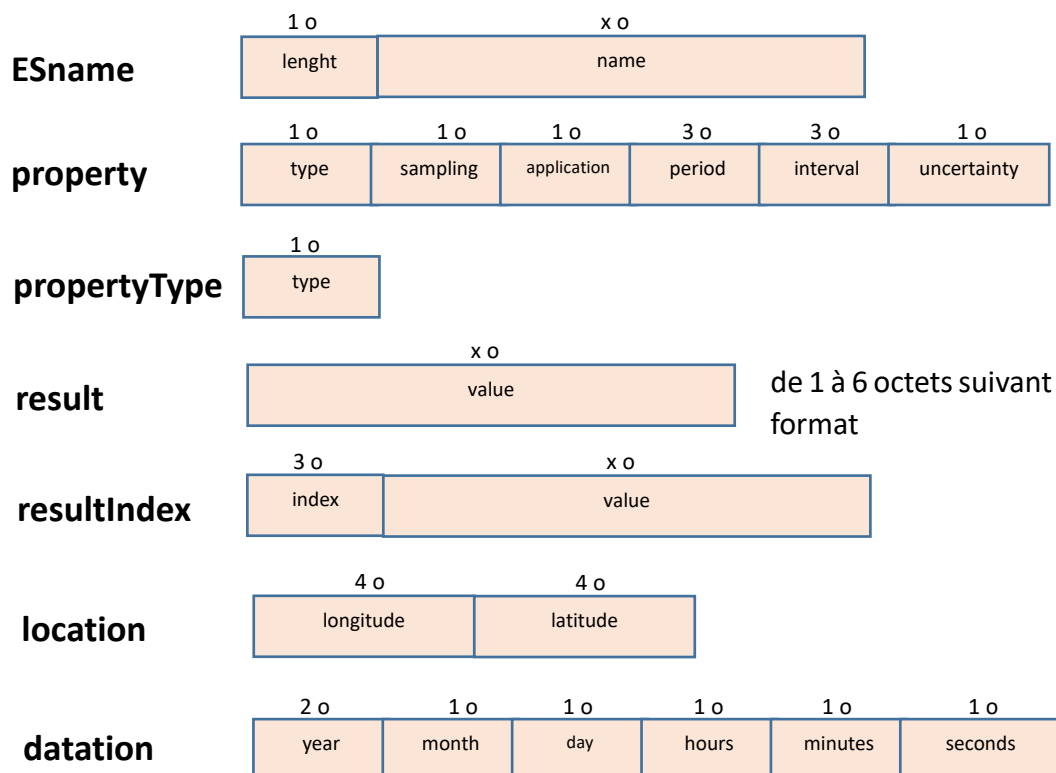 1 o x o
ESname lenght name
1 o 1 o 1 o 3 o 3 o 1 o
property type sampling application period interval uncertainty
1 o
propertyType type
x o
result value de 1 à 6 octets suivant
format
3 o x o
resultIndex index value
4 o 4 o
location longitude latitude
2 o 1 o 1 o 1 o 1 o 1 o
datation year month day hours minutes seconds